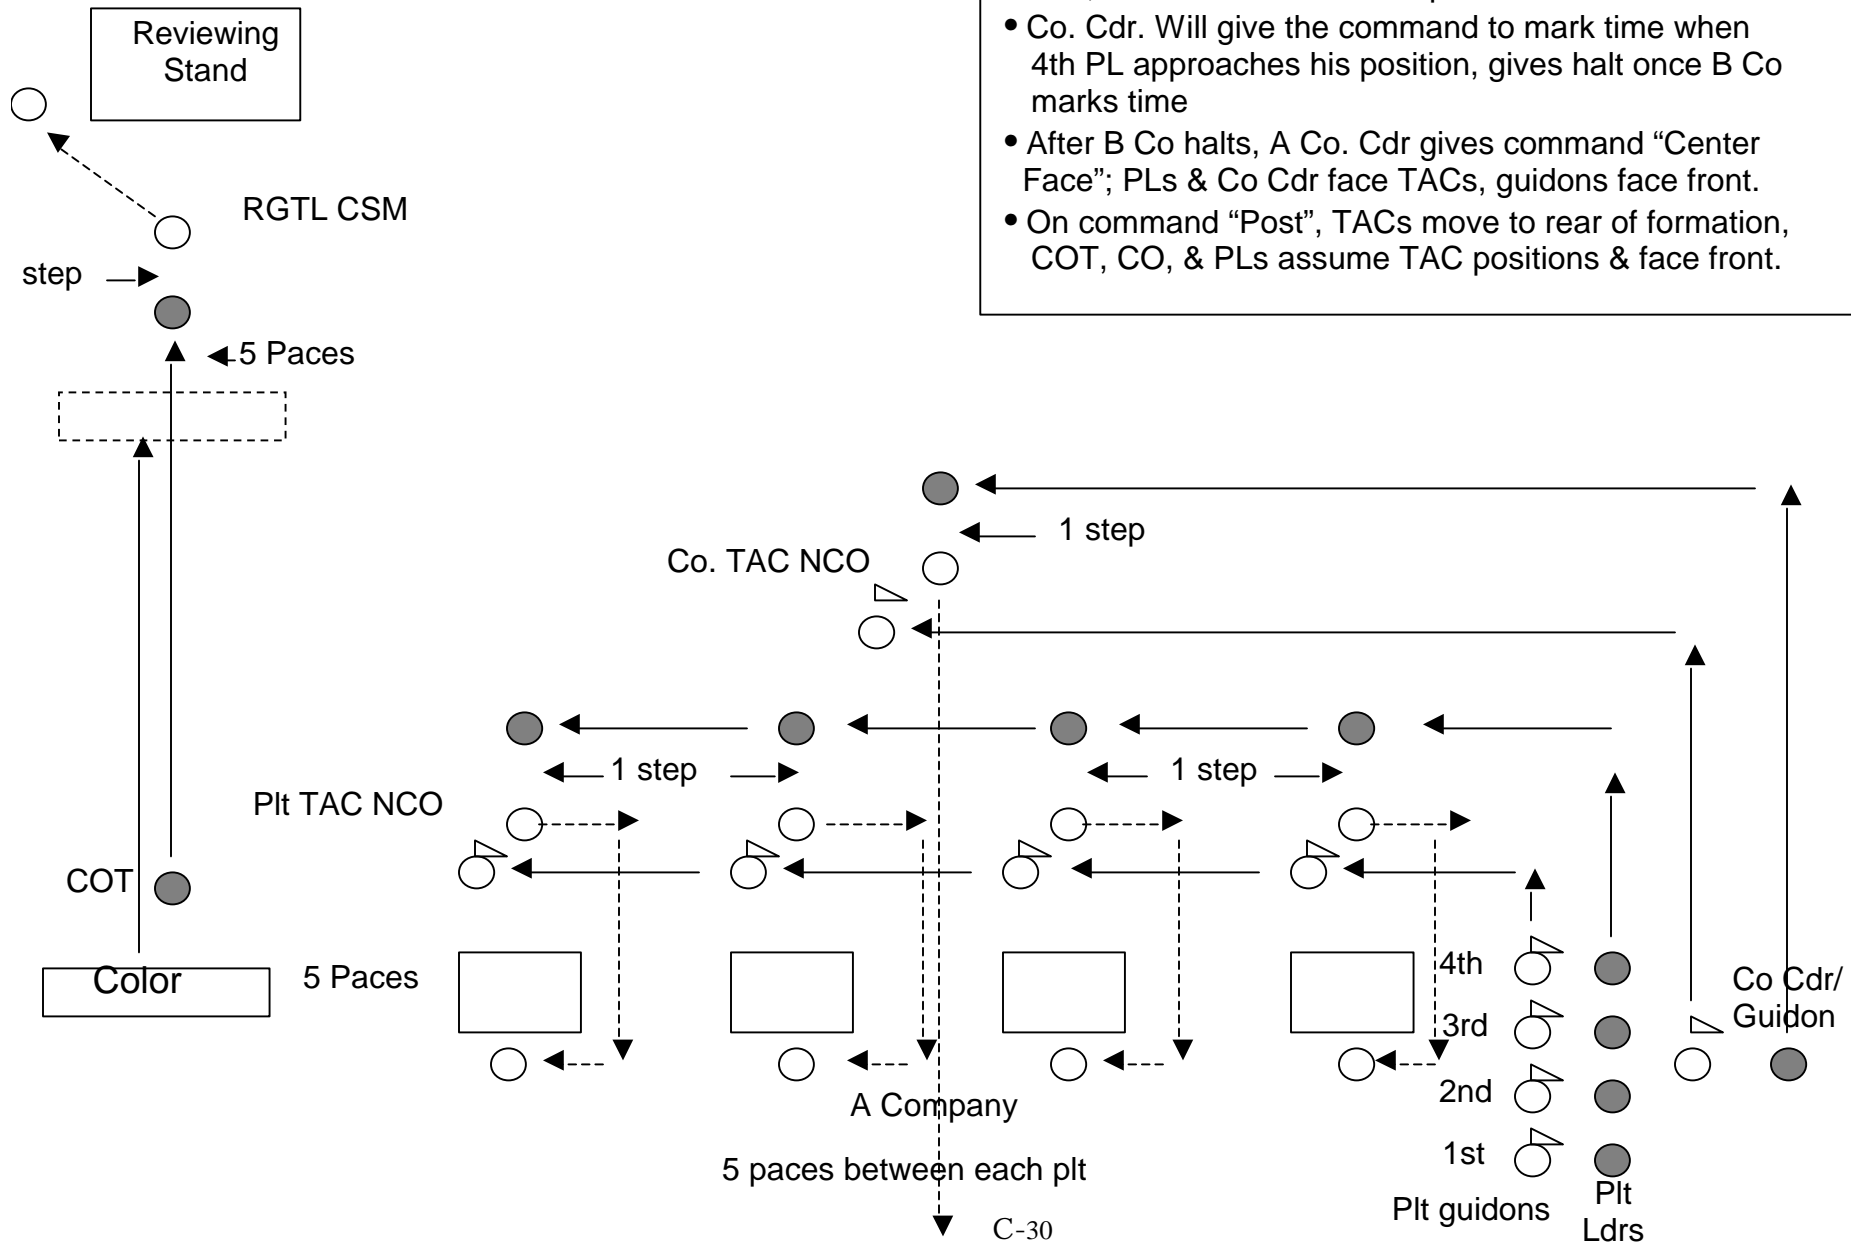 • Co. Cdr. Will give the command to mark time when
4th PL approaches his position, gives halt once B Co
marks time
• After B Co halts, A Co. Cdr gives command “Center
Face”; PLs & Co Cdr face TACs, guidons face front.
• On command “Post”, TACs move to rear of formation,
COT, CO, & PLs assume TAC positions & face front.
Reviewing
Stand
RGTL CSM
step
5 Paces
1 step
Co. TAC NCO
1 step
1 step
Plt TAC NCO
COT
Color
5 Paces
4th
3rd
2nd
1st
Co Cdr/
Guidon
A Company
5 paces between each plt
Plt guidons
Plt
Ldrs
C-30